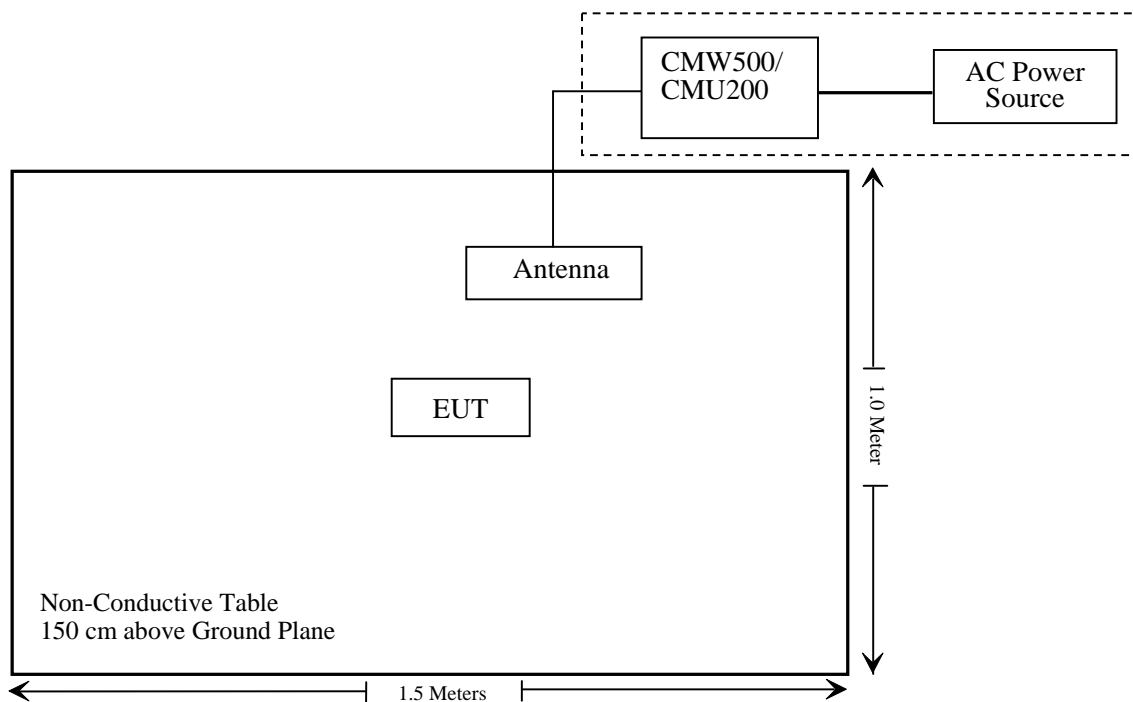 CMW500/
CMU200
AC Power
Source
Antenna
EUT
1.0 Meter
Non-Conductive Table
150 cm above Ground Plane
1.5 Meters